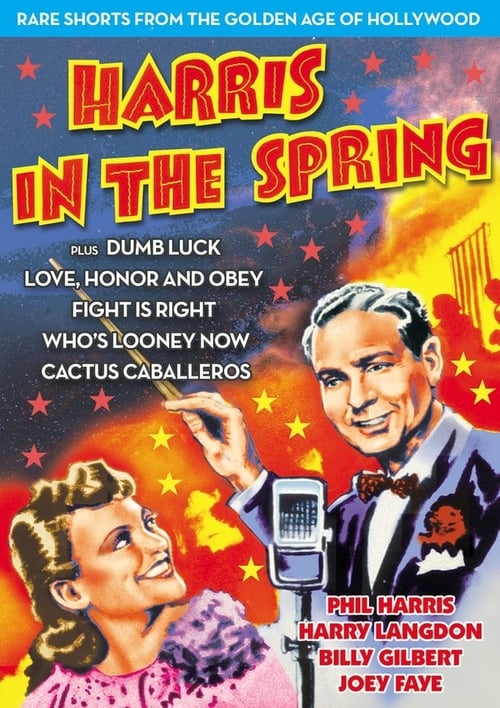 RARE SHORTS FROM THE GOLDEN AGE OF HOLLYWOOD
HARRIS
IN THE SPRING
PLUS DUMB LUCK
LOVE, HONOR AND OBEY
FIGHT IS RIGHT
WHO'S LOONEY NOW
CACTUS CABALLEROS
PHIL HARRIS
HARRY LANGDON
BILLY GILBERT
JOEY FAYE